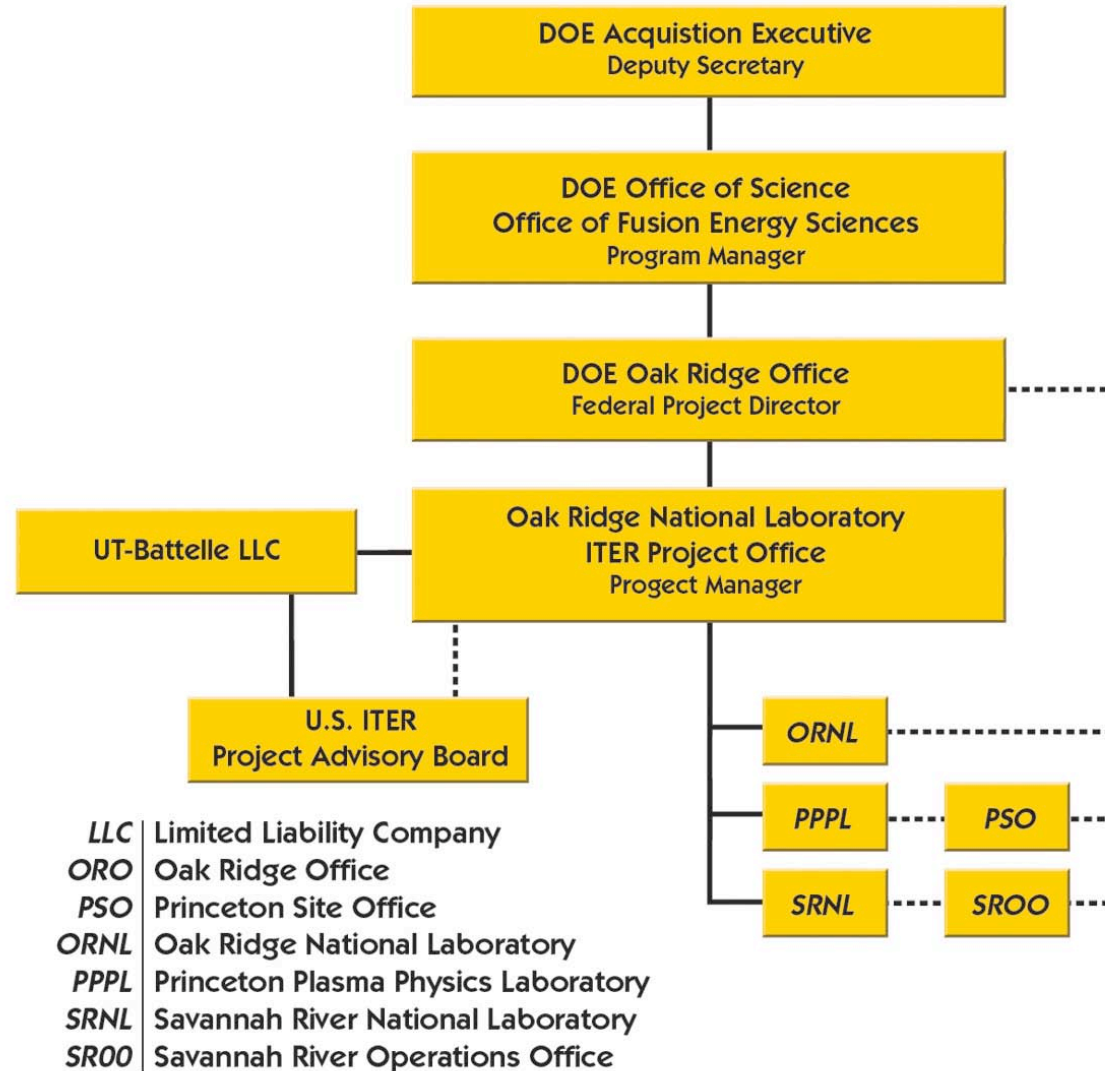 DOE Acquistion Executive
Deputy Secretary
DOE Office of Science
Office of Fusion Energy Sciences
Program Manager
DOE Oak Ridge Office
Federal Project Director
Oak Ridge National Laboratory
ITER Project Office
Progect Manager
UT-Battelle LLC
U.S. ITER
Project Advisory Board
ORNL
PPPL PSO
SRNL SROO
LLC Limited Liability Company
ORO Oak Ridge Office
PSO Princeton Site Office
ORNL Oak Ridge National Laboratory
PPPL Princeton Plasma Physics Laboratory
SRNL Savannah River National Laboratory
SR00 Savannah River Operations Office